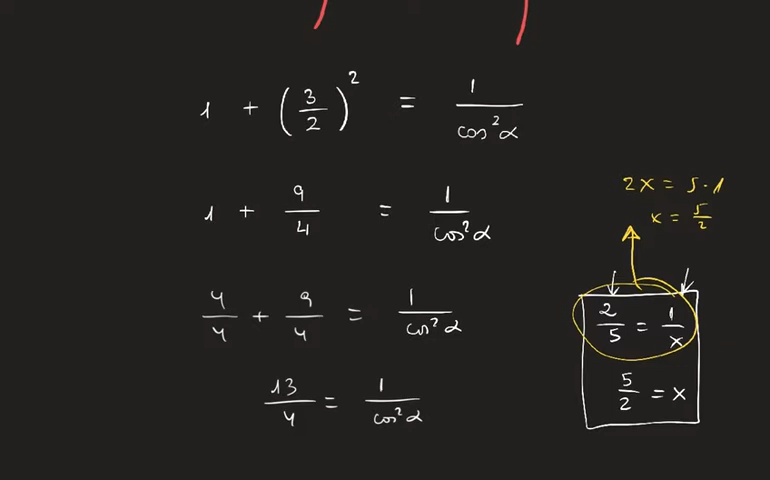 1 + (3/2)² = 1/cos²α
1 + 9/4 = 1/cos²α
4/4 + 9/4 = 1/cos²α
13/4 = 1/cos²α
2x = 5·1
x = 5/2
2/5 = 1/x
5/2 = x